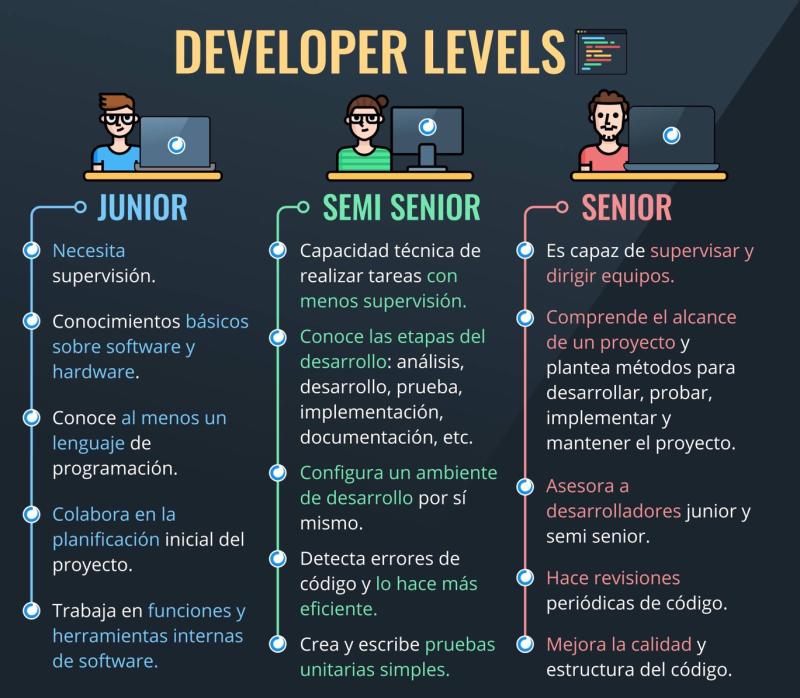 DEVELOPER LEVELS
JUNIOR
Necesita
supervisión.
Conocimientos básicos
sobre software y
hardware.
Conoce al menos un
lenguaje de
programación.
Colabora en la
planificación inicial del
proyecto.
Trabaja en funciones y
herramientas internas
de software.
SEMI SENIOR
Capacidad técnica de
realizar tareas con
menos supervisión.
Conoce las etapas del
desarrollo: análisis,
desarrollo, prueba,
implementación,
documentación, etc.
Configura un ambiente
de desarrollo por sí
mismo.
Detecta errores de
código y lo hace más
eficiente.
Crea y escribe pruebas
unitarias simples.
SENIOR
Es capaz de supervisar y
dirigir equipos.
Comprende el alcance
de un proyecto y
plantea métodos para
desarrollar, probar,
implementar y
mantener el proyecto.
Asesora a
desarrolladores junior y
semi senior.
Hace revisiones
periódicas de código.
Mejora la calidad y
estructura del código.